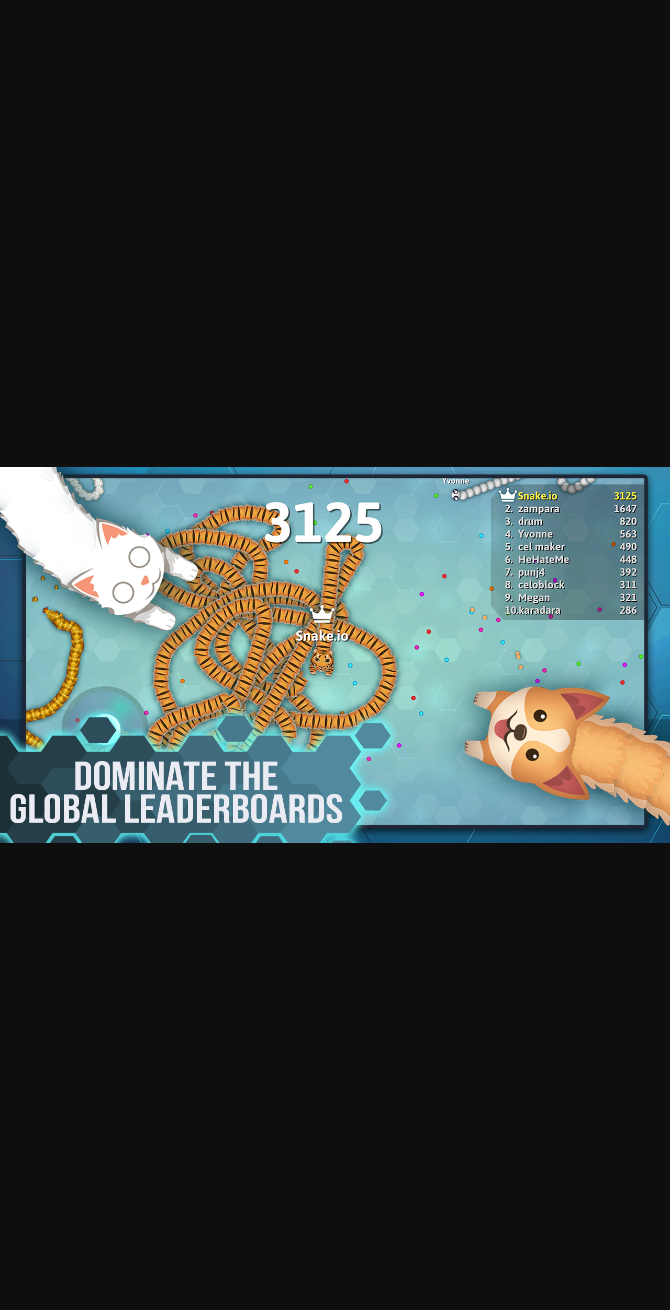 Yvonne
3125
Snake.io 3125
2. zampara 1647
3. drum 820
4. Yvonne 563
5. cel maker 490
6. HeHateMe 448
7. punj4 392
8. celoblock 311
9. Megan 321
10.karadara 286
Snake.io
DOMINATE THE
GLOBAL LEADERBOARDS